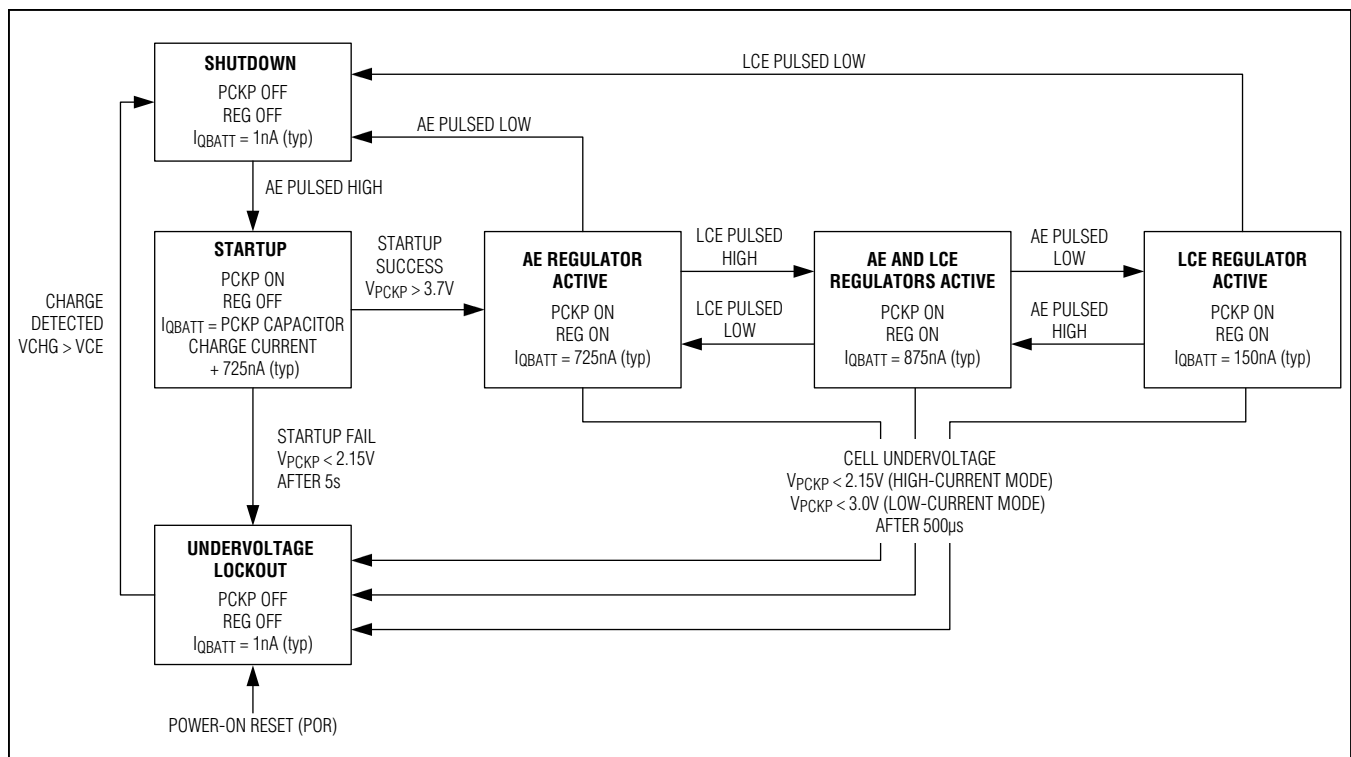 SHUTDOWN
PCKP OFF
REG OFF
IQBATT = 1nA (typ)
LCE PULSED LOW
AE PULSED LOW
AE PULSED HIGH
STARTUP
PCKP ON
REG OFF
IQBATT = PCKP CAPACITOR
CHARGE CURRENT
+ 725nA (typ)
STARTUP
SUCCESS
VPCKP > 3.7V
AE REGULATOR
ACTIVE
PCKP ON
REG ON
IQBATT = 725nA (typ)
LCE PULSED
HIGH
LCE PULSED
LOW
AE AND LCE
REGULATORS ACTIVE
PCKP ON
REG ON
IQBATT = 875nA (typ)
AE PULSED
LOW
AE PULSED
HIGH
LCE REGULATOR
ACTIVE
PCKP ON
REG ON
IQBATT = 150nA (typ)
CHARGE
DETECTED
VCHG > VCE
STARTUP FAIL
VPCKP < 2.15V
AFTER 5s
CELL UNDERVOLTAGE
VPCKP < 2.15V (HIGH-CURRENT MODE)
VPCKP < 3.0V (LOW-CURRENT MODE)
AFTER 500µs
UNDERVOLTAGE
LOCKOUT
PCKP OFF
REG OFF
IQBATT = 1nA (typ)
POWER-ON RESET (POR)